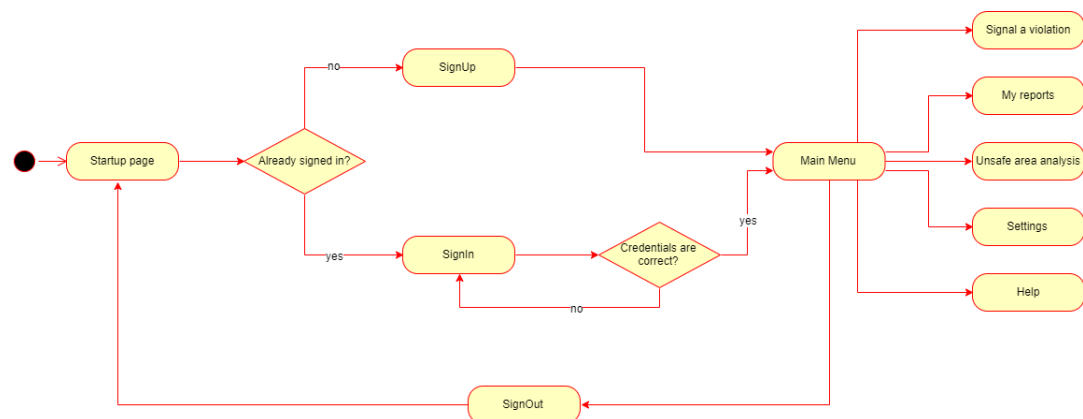 Signal a violation
no
SignUp
My reports
Startup page
Already signed in?
Main Menu
Unsafe area analysis
yes
yes
SignIn
Credentials are
correct?
Settings
no
Help
SignOut